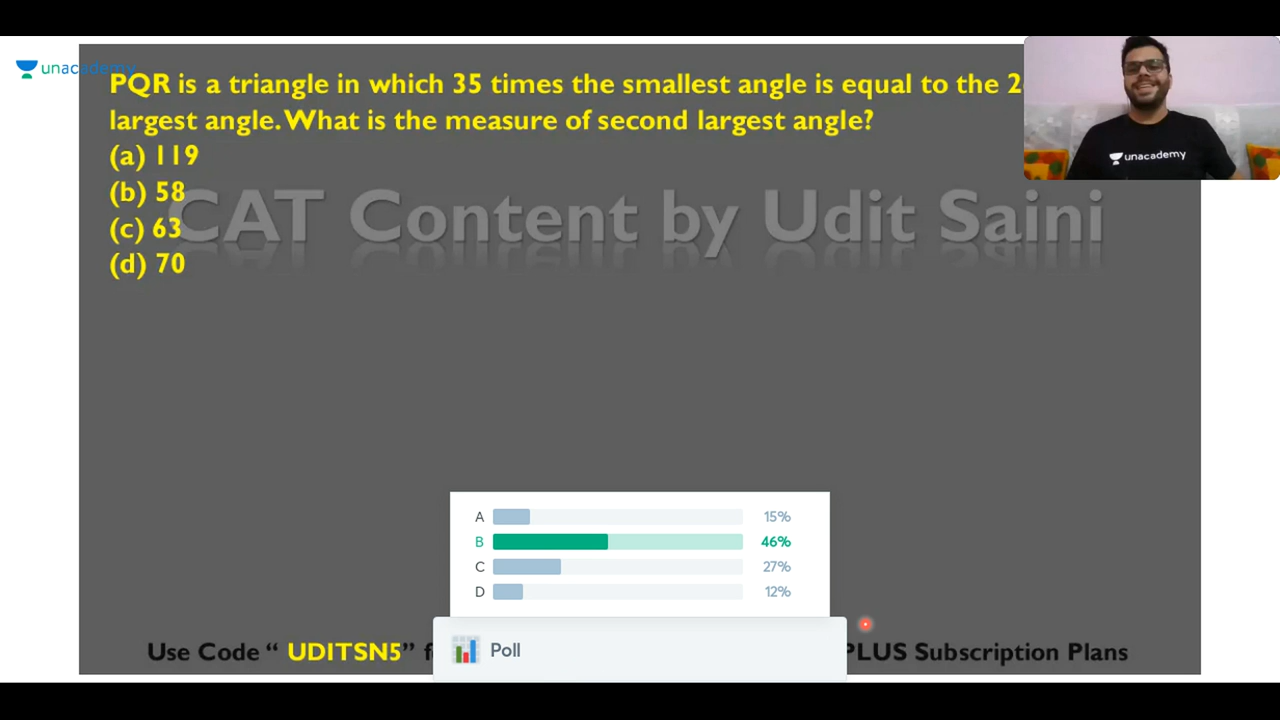 unacademy
PQR is a triangle in which 35 times the smallest angle is equal to the
largest angle. What is the measure of second largest angle?
(a) 119
(b) 58
(c) 63
(d) 70
CAT Content by Udit Saini
unacademy
A 15%
B 46%
C 27%
D 12%
Poll
Use Code “ UDITSN5” PLUS Subscription Plans